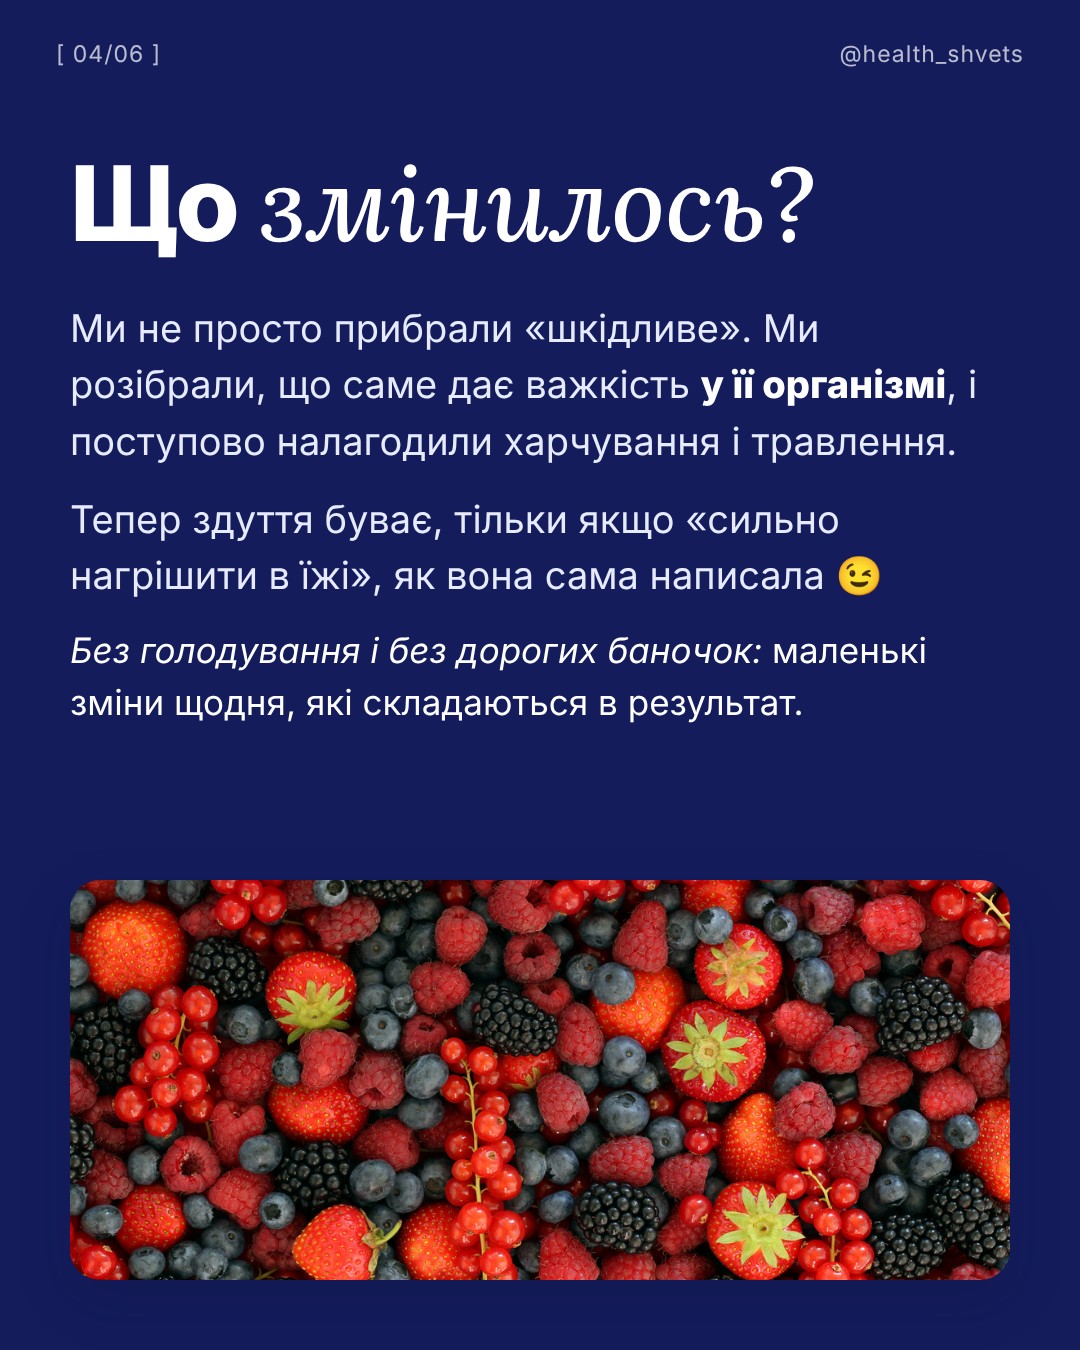 [ 04/06 ]
@health_shvets
Що змінилось?
Ми не просто прибрали «шкідливе». Ми
розібрали, що саме дає важкість у її організмі, і
поступово налагодили харчування і травлення.
Тепер здуття буває, тільки якщо «сильно
нагрішити в їжі», як вона сама написала 😉
Без голодування і без дорогих баночок: маленькі
зміни щодня, які складаються в результат.